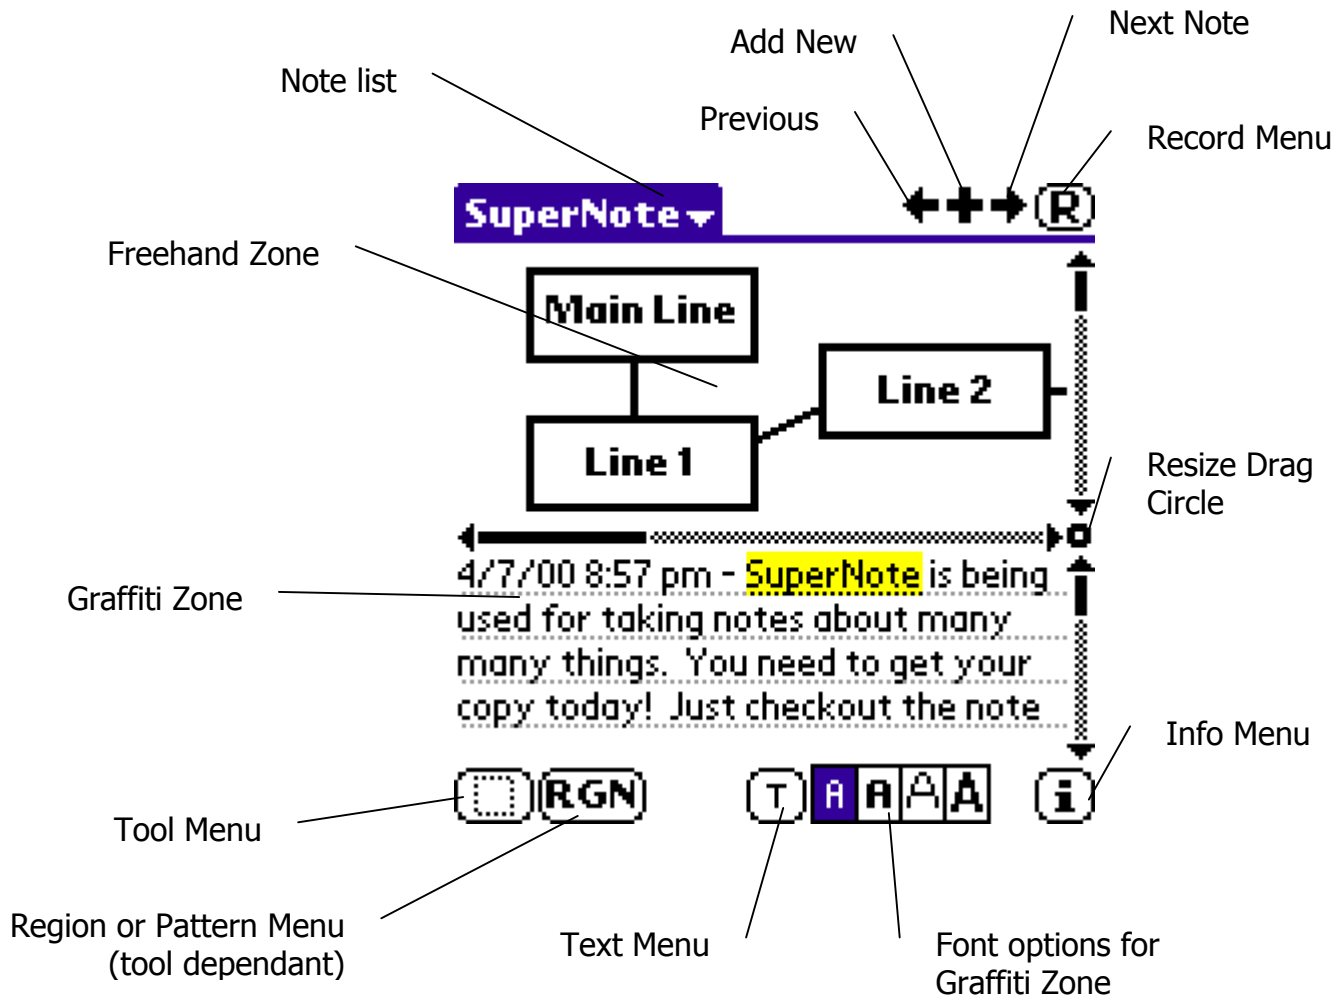 Next Note
Add New
Note list
Previous
Record Menu
SuperNote
R
Freehand Zone
Main Line
Line 2
Line 1
Resize Drag
Circle
4/7/00 8:57 pm - SuperNote is being
used for taking notes about many
many things. You need to get your
copy today! Just checkout the note
Graffiti Zone
Info Menu
RGN
T
A A A A
i
Tool Menu
Region or Pattern Menu
(tool dependant)
Text Menu
Font options for
Graffiti Zone